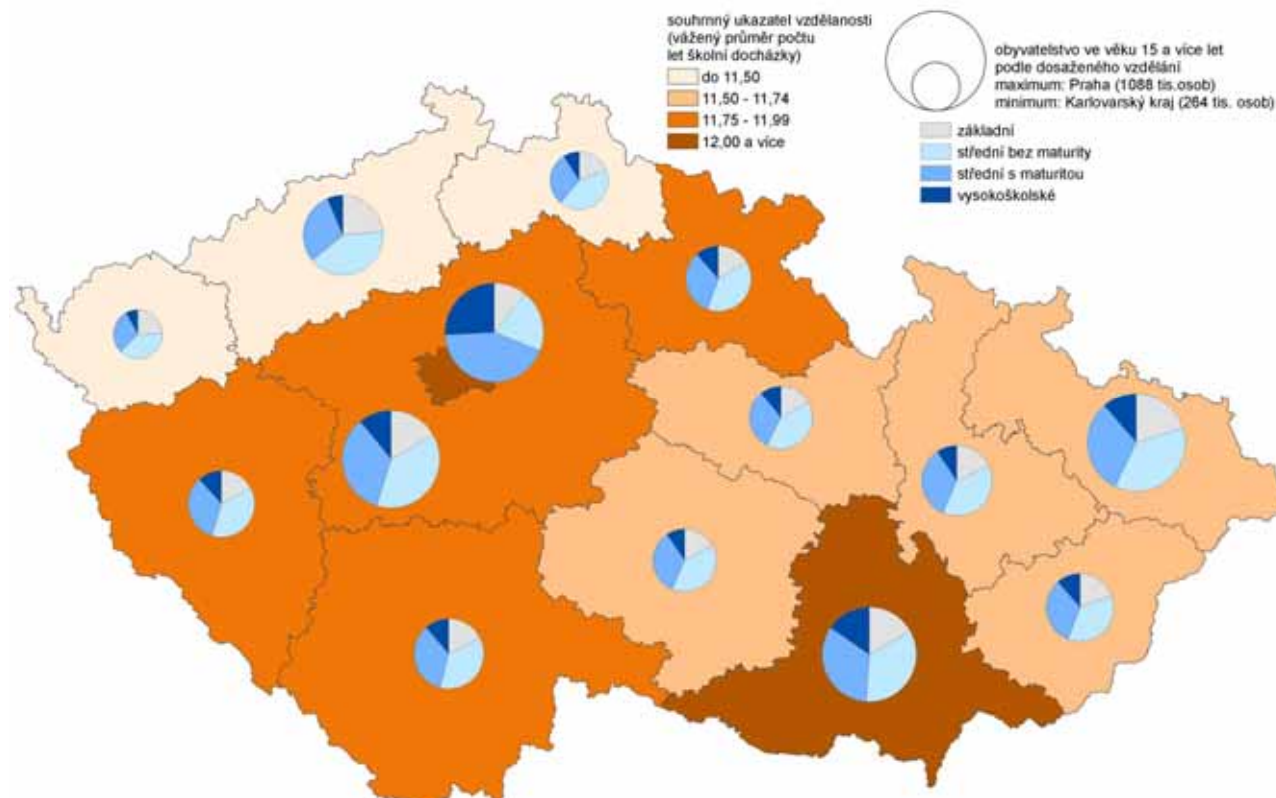 souhrnný ukazatel vzdělanosti
(vážený průměr počtu
let školní docházky)
do 11,50
11,50 - 11,74
11,75 - 11,99
12,00 a více
obyvatelstvo ve věku 15 a více let
podle dosaženého vzdělání
maximum: Praha (1088 tis.osob)
minimum: Karlovarský kraj (264 tis. osob)
základní
střední bez maturity
střední s maturitou
vysokoškolské